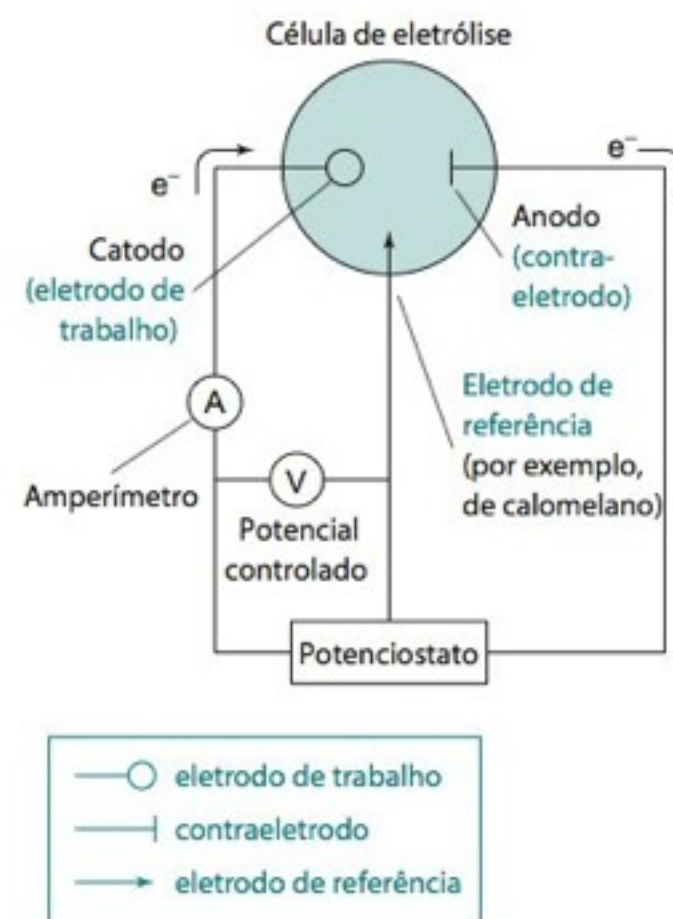 Célula de eletrólise
e⁻
e⁻
Catodo
(eletrodo de
trabalho)
Anodo
(contra-
eletrodo)
A
Amperímetro
V
Potencial
controlado
Eletrodo de
referência
(por exemplo,
de calomelano)
Potenciostato
eletrodo de trabalho
contraeletrodo
eletrodo de referência